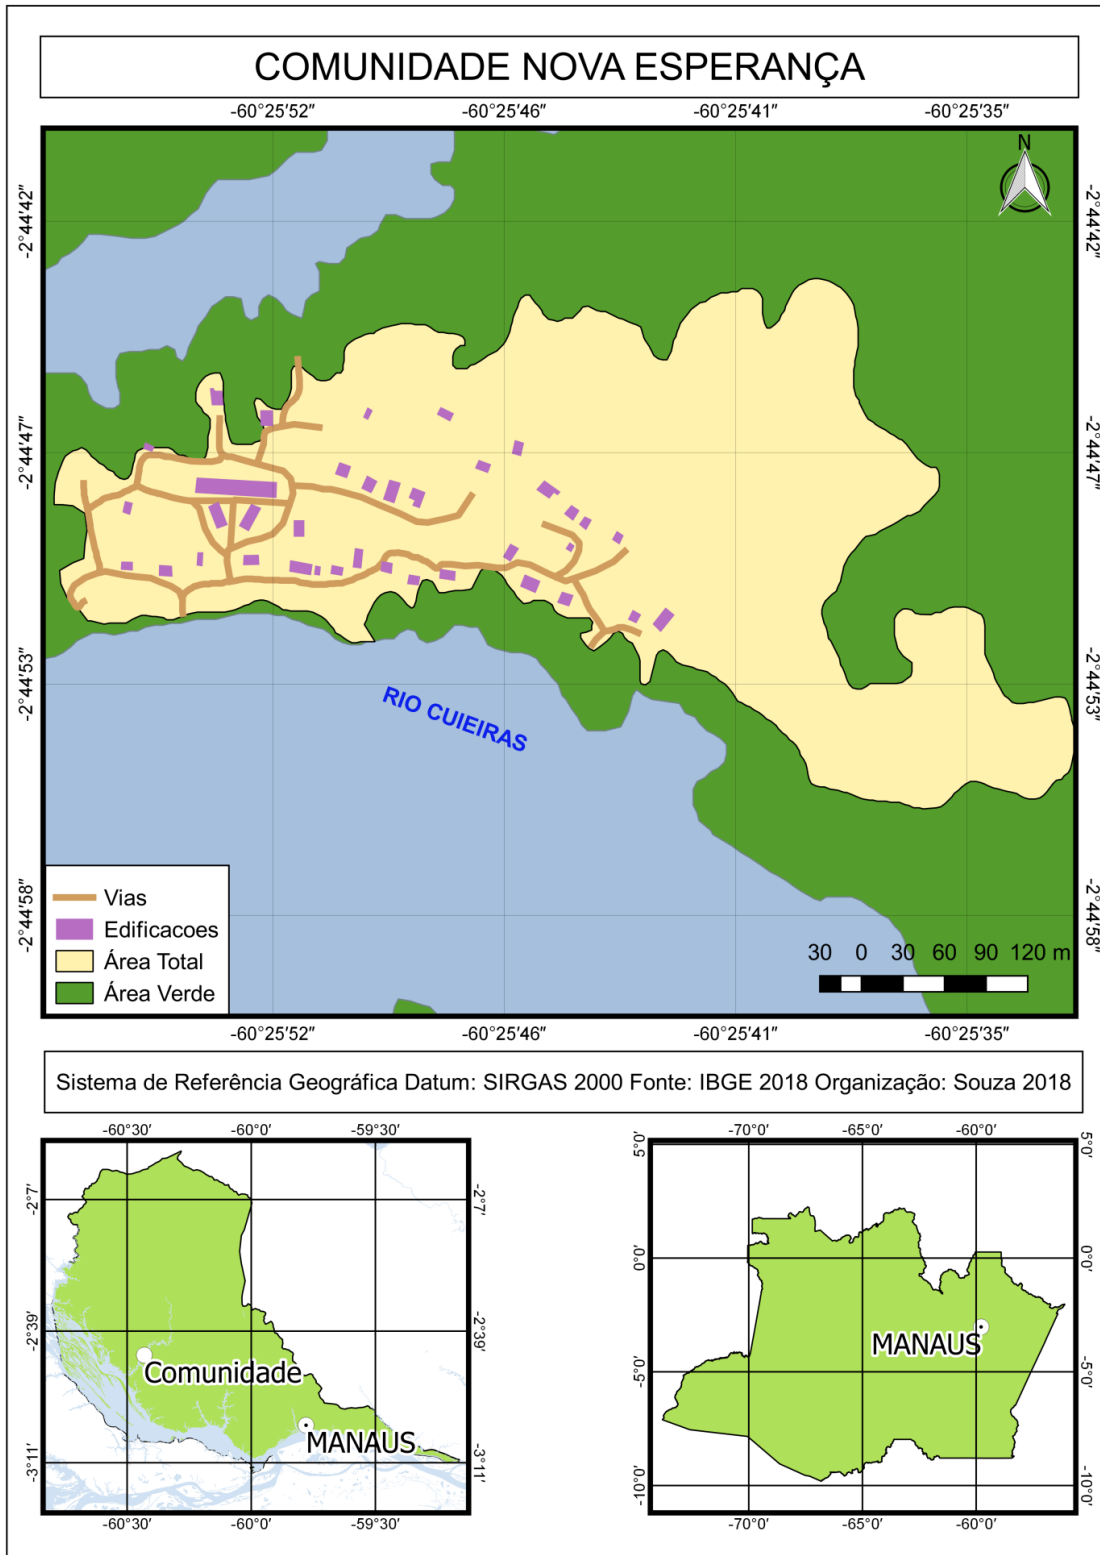 COMUNIDADE NOVA ESPERANÇA
-60°25′52″ -60°25′46″ -60°25′41″ -60°25′35″
N
-2°44′42″ -2°44′42″
-2°44′47″ -2°44′47″
-2°44′53″ -2°44′53″
RIO CUIEIRAS
-2°44′58″ -2°44′58″
Vias
Edificacoes
Área Total
Área Verde
30 0 30 60 90 120 m
-60°25′52″ -60°25′46″ -60°25′41″ -60°25′35″
Sistema de Referência Geográfica Datum: SIRGAS 2000 Fonte: IBGE 2018 Organização: Souza 2018
-60°30′ -60°0′ -59°30′
-2°7′ -2°7′
-2°39′ -2°39′
Comunidade
MANAUS
-3°11′ -3°11′
-60°30′ -60°0′ -59°30′
-70°0′ -65°0′ -60°0′
5°0′ 5°0′
0°0′ 0°0′
MANAUS
-5°0′ -5°0′
-10°0′ -10°0′
-70°0′ -65°0′ -60°0′